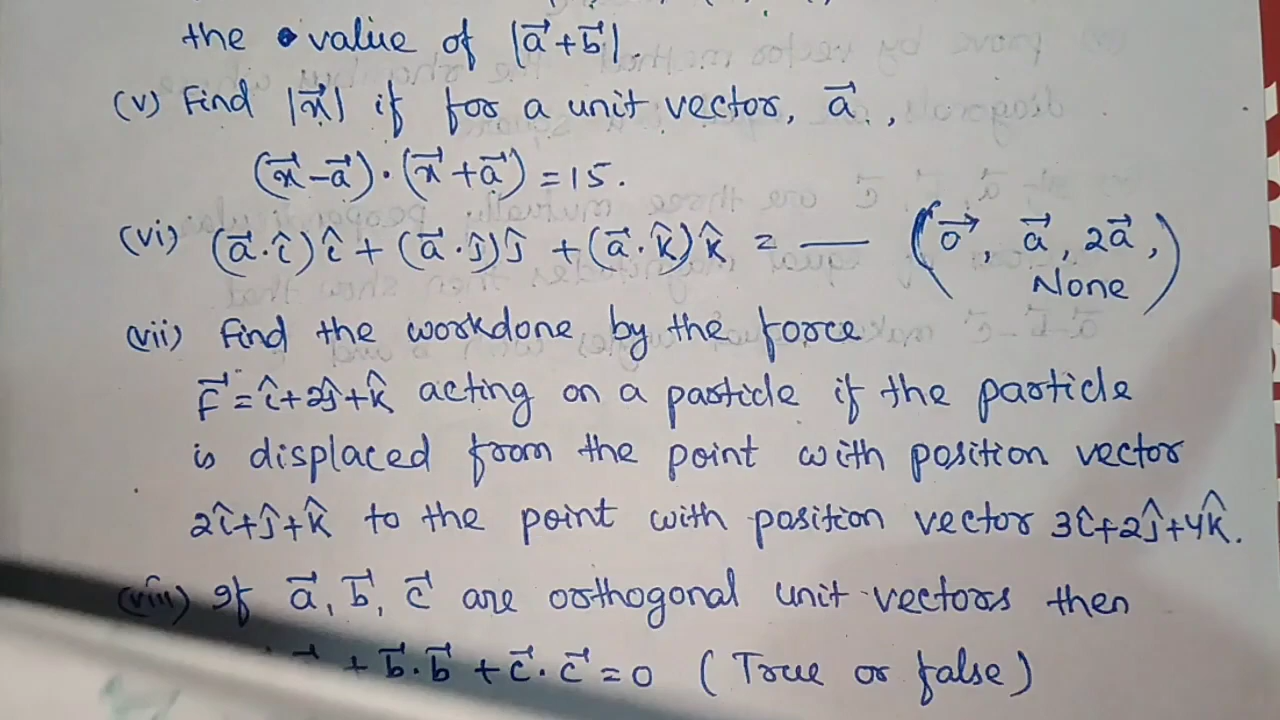 the value of |a⃗+b⃗|.
(v) Find |x⃗| if for a unit vector, a⃗,
(x⃗-a⃗)·(x⃗+a⃗)=15.
(vi) (a⃗·î)î + (a⃗·ĵ)ĵ + (a⃗·k̂)k̂ = — (o⃗, a⃗, 2a⃗,
None)
(vii) Find the workdone by the force
F⃗=î+2ĵ+k̂ acting on a particle if the particle
is displaced from the point with position vector
2î+ĵ+k̂ to the point with position vector 3î+2ĵ+4k̂.
(viii) If a⃗, b⃗, c⃗ are orthogonal unit vectors then
+ b⃗·b⃗ + c⃗·c⃗ = 0 (True or false)